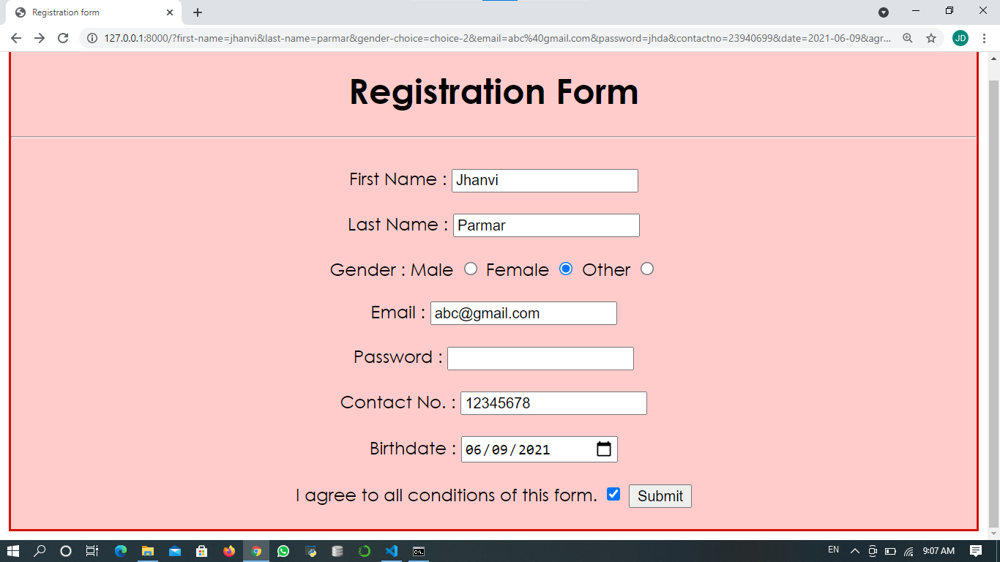 Registration form
127.0.0.1:8000/?first-name=jhanvi&last-name=parmar&gender-choice=choice-2&email=abc%40gmail.com&password=jhda&contactno=23940699&date=2021-06-09&agr...
JD
Registration Form
First Name : Jhanvi
Last Name : Parmar
Gender : Male Female Other
Email : abc@gmail.com
Password :
Contact No. : 12345678
Birthdate : 06/09/2021
I agree to all conditions of this form. Submit
EN 9:07 AM